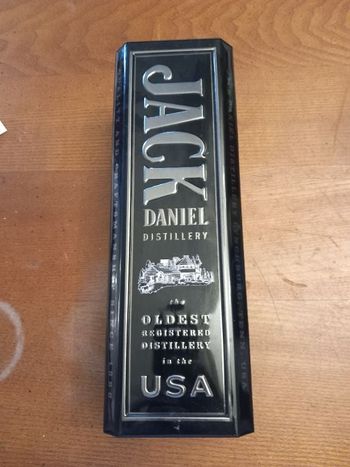 JACK
DANIEL
DISTILLERY
the
OLDEST
REGISTERED
DISTILLERY
in the
USA